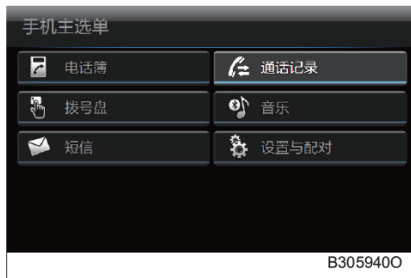 手机主选单
电话簿
通话记录
拨号盘
音乐
短信
设置与配对
B305940O